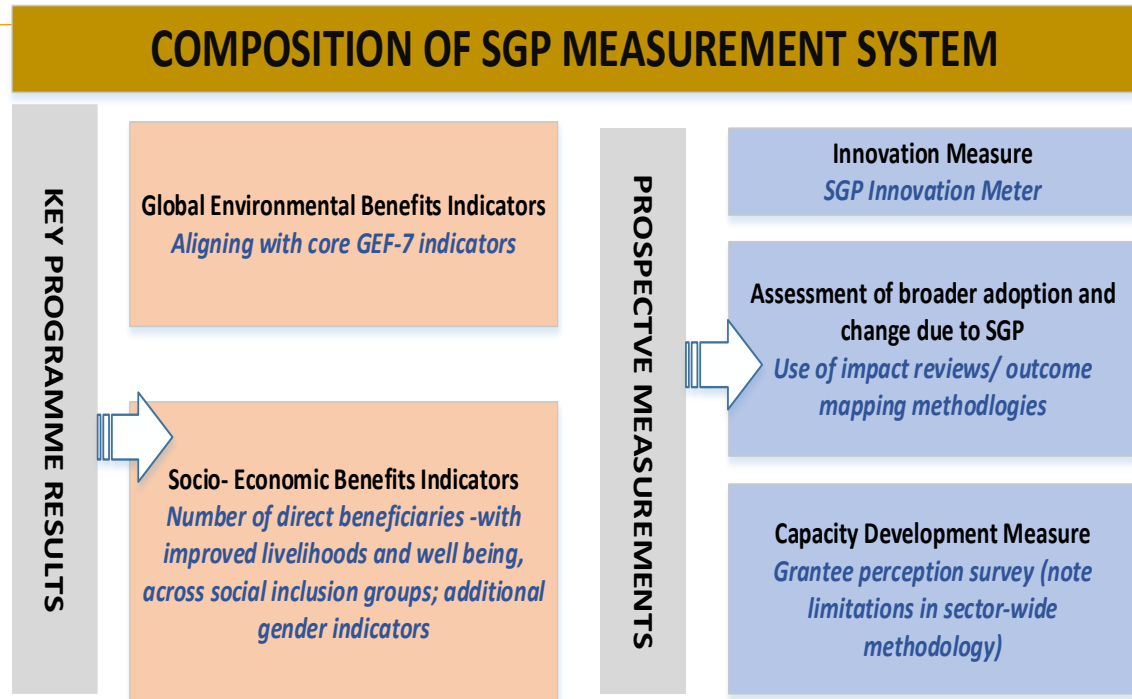 COMPOSITION OF SGP MEASUREMENT SYSTEM
KEY PROGRAMME RESULTS
Global Environmental Benefits Indicators
Aligning with core GEF-7 indicators
Socio- Economic Benefits Indicators
Number of direct beneficiaries -with
improved livelihoods and well being,
across social inclusion groups; additional
gender indicators
PROSPECTVE MEASUREMENTS
Innovation Measure
SGP Innovation Meter
Assessment of broader adoption and
change due to SGP
Use of impact reviews/ outcome
mapping methodlogies
Capacity Development Measure
Grantee perception survey (note
limitations in sector-wide
methodology)